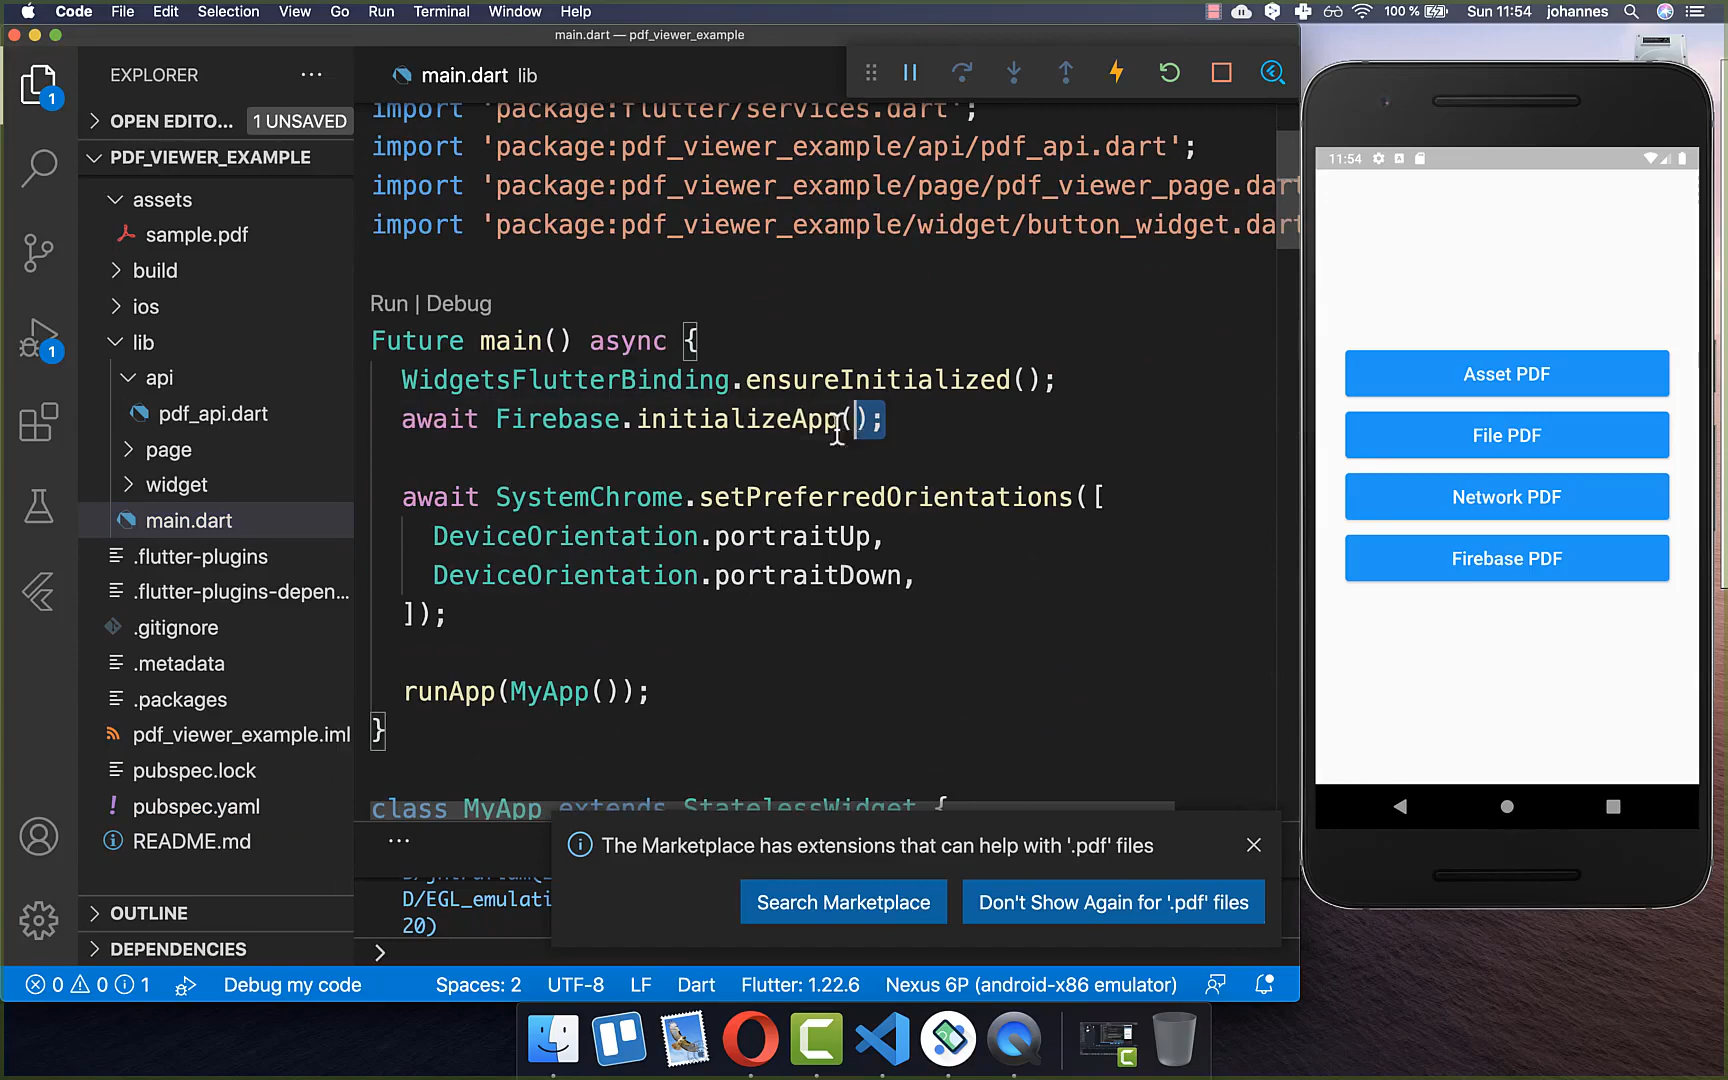 Code File Edit Selection View Go Run Terminal Window Help 100 % Sun 11:54 johannes
main.dart — pdf_viewer_example
EXPLORER
OPEN EDITO... 1 UNSAVED
PDF_VIEWER_EXAMPLE
assets
sample.pdf
build
ios
lib
api
pdf_api.dart
page
widget
main.dart
.flutter-plugins
.flutter-plugins-depen...
.gitignore
.metadata
.packages
pdf_viewer_example.iml
pubspec.lock
pubspec.yaml
README.md
OUTLINE
DEPENDENCIES
1
1
main.dart lib
import 'package:flutter/services.dart';
import 'package:pdf_viewer_example/api/pdf_api.dart';
import 'package:pdf_viewer_example/page/pdf_viewer_page.dart
import 'package:pdf_viewer_example/widget/button_widget.dart
Run | Debug
Future main() async {
WidgetsFlutterBinding.ensureInitialized();
await Firebase.initializeApp();
await SystemChrome.setPreferredOrientations([
DeviceOrientation.portraitUp,
DeviceOrientation.portraitDown,
]);
runApp(MyApp());
}
class MyApp extends StatelessWidget {
...
D/EGL_emulati
20)
>
The Marketplace has extensions that can help with '.pdf' files
Search Marketplace Don't Show Again for '.pdf' files
0 0 1 Debug my code Spaces: 2 UTF-8 LF Dart Flutter: 1.22.6 Nexus 6P (android-x86 emulator)
11:54
Asset PDF
File PDF
Network PDF
Firebase PDF